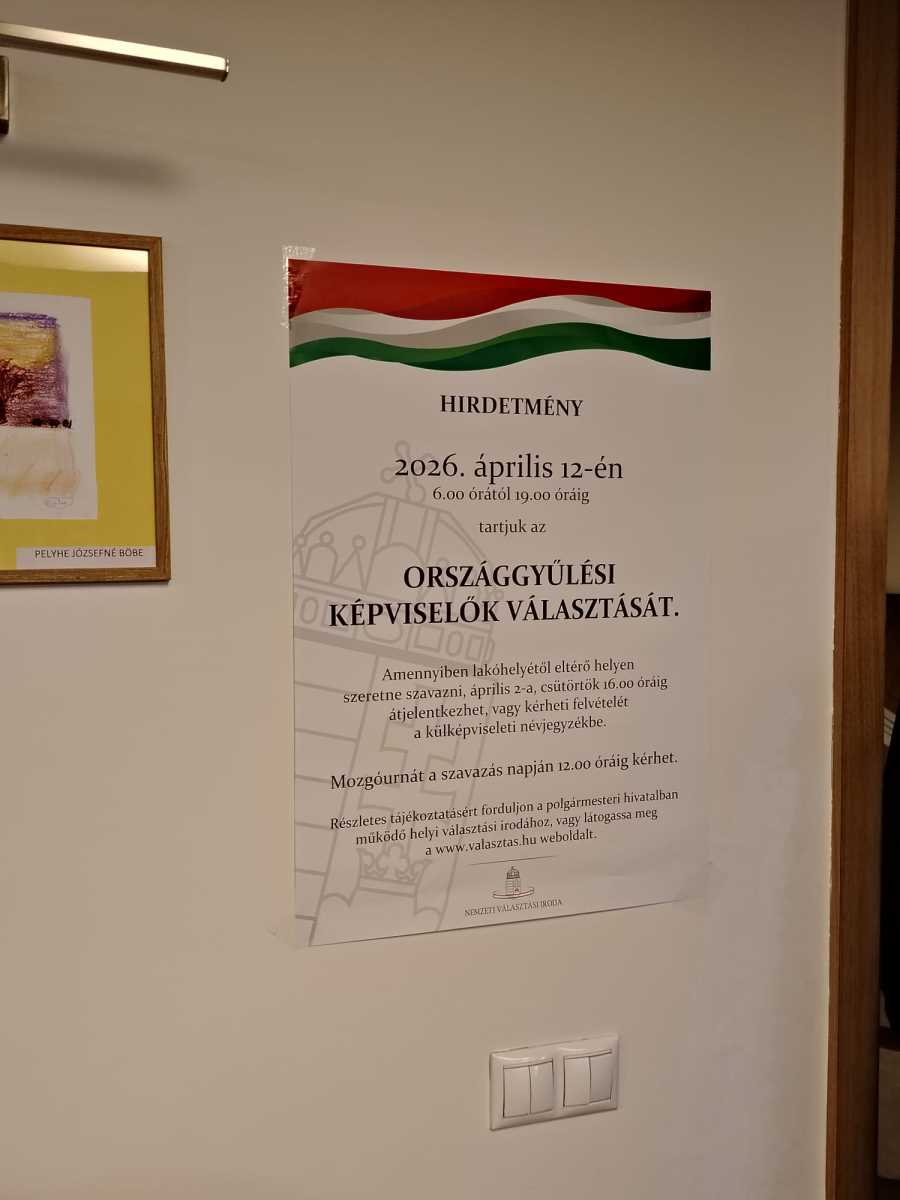 HIRDETMÉNY
2026. április 12-én
6.00 órától 19.00 óráig
tartjuk az
ORSZÁGGYŰLÉSI
KÉPVISELŐK VÁLASZTÁSÁT.
Amennyiben lakóhelyétől eltérő helyen
szeretne szavazni, április 2-a, csütörtök 16.00 óráig
átjelentkezhet, vagy kérheti felvételét
a külképviseleti névjegyzékbe.
Mozgóurnát a szavazás napján 12.00 óráig kérhet.
Részletes tájékoztatásért forduljon a polgármesteri hivatalban
működő helyi választási irodához, vagy látogassa meg
a www.valasztas.hu weboldalt.
NEMZETI VÁLASZTÁSI IRODA
PELYHE JÓZSEFNÉ BÖBE